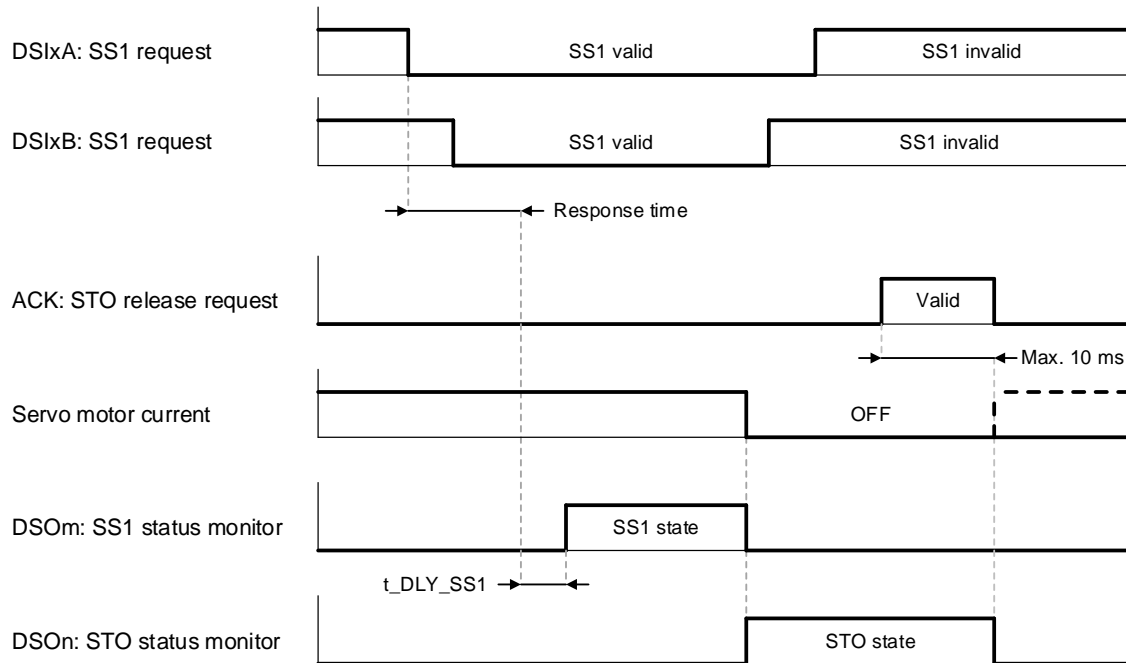 DSIxA: SS1 request
SS1 valid
SS1 invalid
DSIxB: SS1 request
SS1 valid
SS1 invalid
Response time
ACK: STO release request
Valid
Max. 10 ms
Servo motor current
OFF
DSOm: SS1 status monitor
SS1 state
t_DLY_SS1
DSOn: STO status monitor
STO state